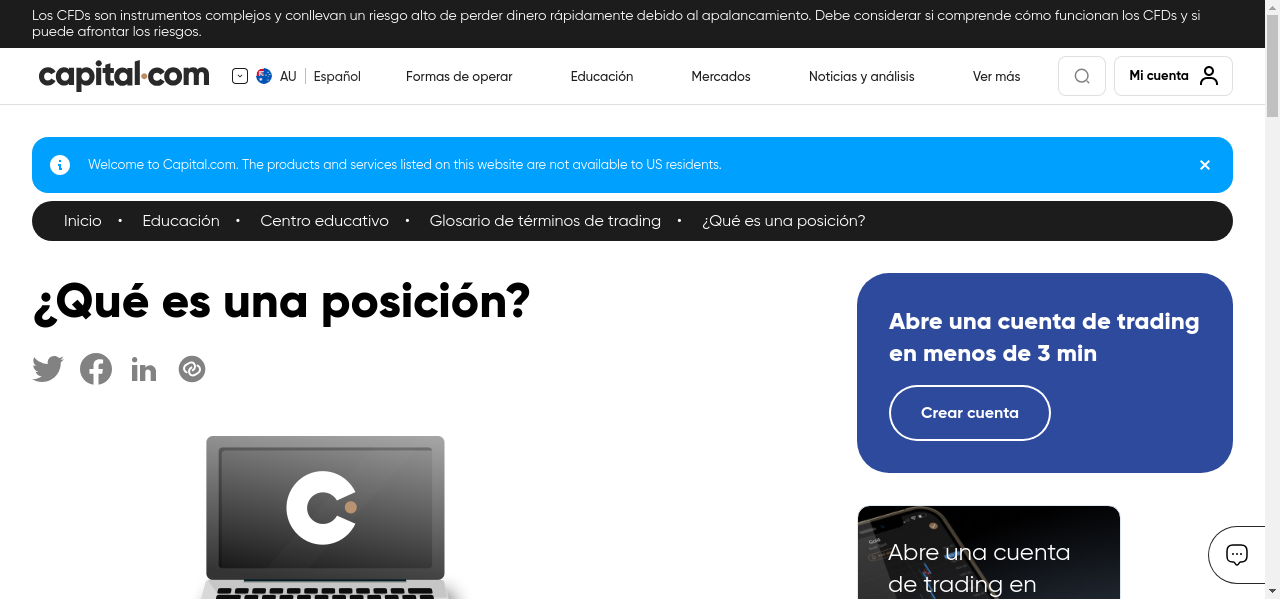 Los CFDs son instrumentos complejos y conllevan un riesgo alto de perder dinero rápidamente debido al apalancamiento. Debe considerar si comprende cómo funcionan los CFDs y si
puede afrontar los riesgos.
capital.com
AU
Español
Formas de operar
Educación
Mercados
Noticias y análisis
Ver más
Mi cuenta
Welcome to Capital.com. The products and services listed on this website are not available to US residents.
Inicio • Educación • Centro educativo • Glosario de términos de trading • ¿Qué es una posición?
¿Qué es una posición?
Abre una cuenta de trading
en menos de 3 min
Crear cuenta
Abre una cuenta
de trading en